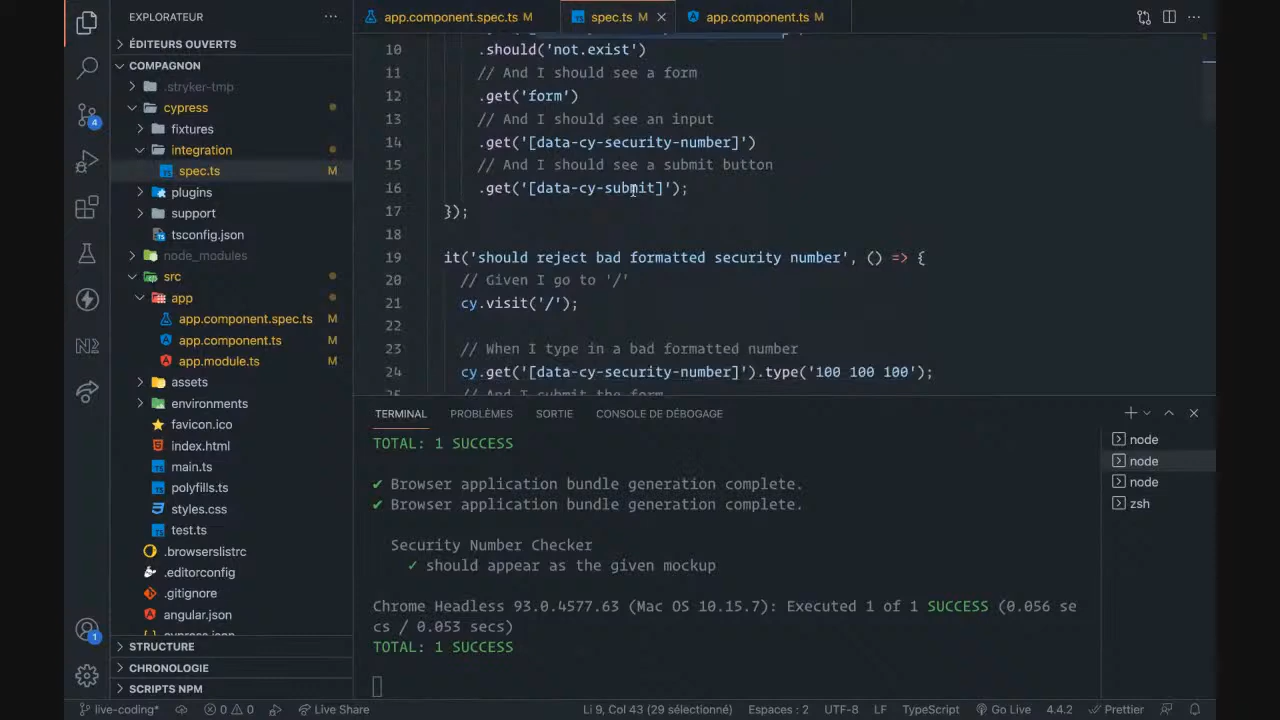 EXPLORATEUR
ÉDITEURS OUVERTS
COMPAGNON
.stryker-tmp
cypress
fixtures
integration
spec.ts M
plugins
support
tsconfig.json
node_modules
src
app
app.component.spec.ts M
app.component.ts M
app.module.ts M
assets
environments
favicon.ico
index.html
main.ts
polyfills.ts
styles.css
test.ts
.browserslistrc
.editorconfig
.gitignore
angular.json
cypress.json
STRUCTURE
CHRONOLOGIE
SCRIPTS NPM
4
N2
1
app.component.spec.ts M
spec.ts M
app.component.ts M
10 .should('not.exist')
11 // And I should see a form
12 .get('form')
13 // And I should see an input
14 .get('[data-cy-security-number]')
15 // And I should see a submit button
16 .get('[data-cy-submit]');
17 });
18
19 it('should reject bad formatted security number', () => {
20 // Given I go to '/'
21 cy.visit('/');
22
23 // When I type in a bad formatted number
24 cy.get('[data-cy-security-number]').type('100 100 100');
25 // And I submit the form
TERMINAL PROBLÈMES SORTIE CONSOLE DE DÉBOGAGE
TOTAL: 1 SUCCESS
✔ Browser application bundle generation complete.
✔ Browser application bundle generation complete.
Security Number Checker
✓ should appear as the given mockup
Chrome Headless 93.0.4577.63 (Mac OS 10.15.7): Executed 1 of 1 SUCCESS (0.056 se
cs / 0.053 secs)
TOTAL: 1 SUCCESS
node
node
node
zsh
live-coding* 0 0 Live Share Li 9, Col 43 (29 sélectionné) Espaces : 2 UTF-8 LF TypeScript Go Live 4.4.2 Prettier